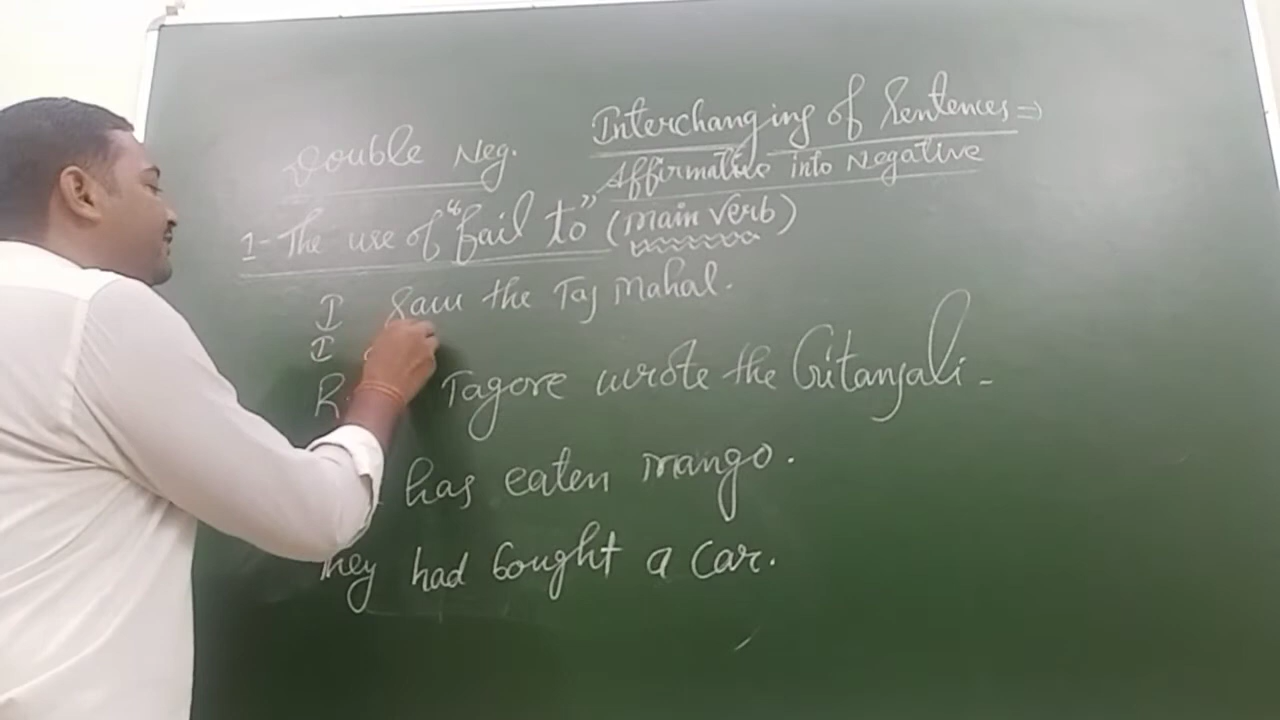 Interchanging of Sentences⇒
Double Neg.
Affirmative into Negative
1- The use of "fail to" (main verb)
I saw the Taj Mahal.
I
R. Tagore wrote the Gitanjali -
has eaten mango.
They had bought a car.